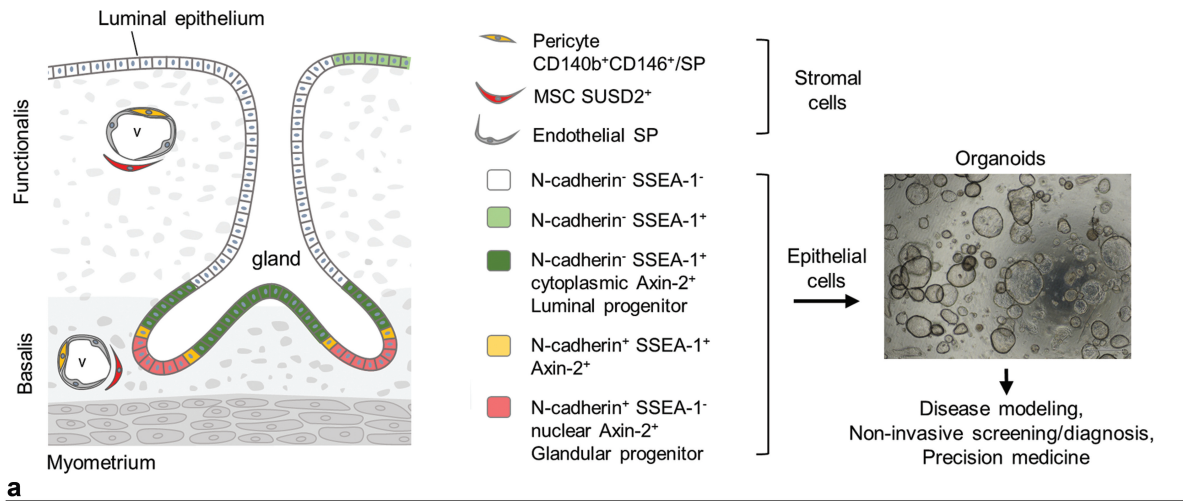 Luminal epithelium
Functionalis
v
gland
Basalis
v
Myometrium
Pericyte
CD140b⁺CD146⁺/SP
MSC SUSD2⁺
Endothelial SP
Stromal
cells
N-cadherin⁻ SSEA-1⁻
N-cadherin⁻ SSEA-1⁺
N-cadherin⁻ SSEA-1⁺
cytoplasmic Axin-2⁺
Luminal progenitor
N-cadherin⁺ SSEA-1⁺
Axin-2⁺
N-cadherin⁺ SSEA-1⁻
nuclear Axin-2⁺
Glandular progenitor
Epithelial
cells
Organoids
Disease modeling,
Non-invasive screening/diagnosis,
Precision medicine
a